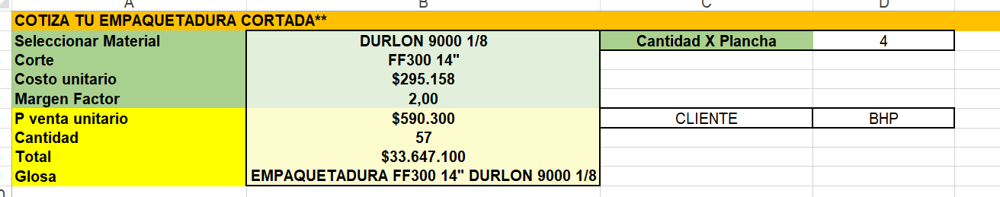 A B C D
COTIZA TU EMPAQUETADURA CORTADA**
Seleccionar Material DURLON 9000 1/8 Cantidad X Plancha 4
Corte FF300 14"
Costo unitario $295.158
Margen Factor 2,00
P venta unitario $590.300 CLIENTE BHP
Cantidad 57
Total $33.647.100
Glosa EMPAQUETADURA FF300 14" DURLON 9000 1/8